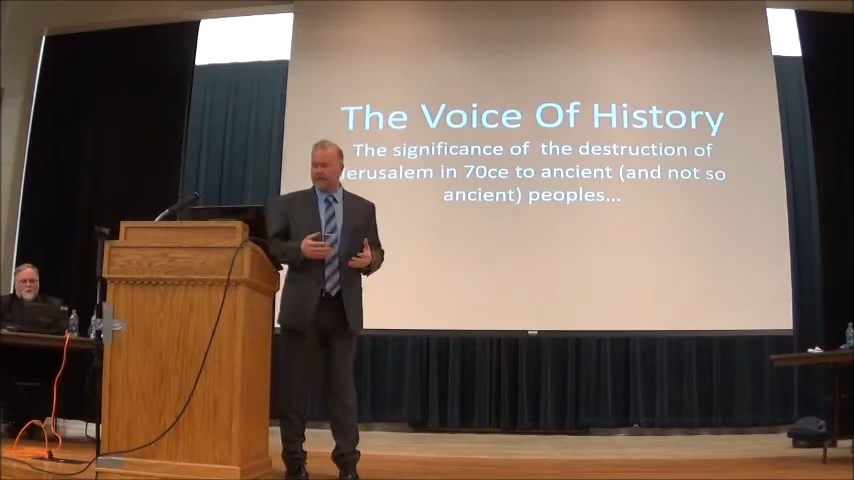 The Voice Of History
The significance of the destruction of
Jerusalem in 70ce to ancient (and not so
ancient) peoples...